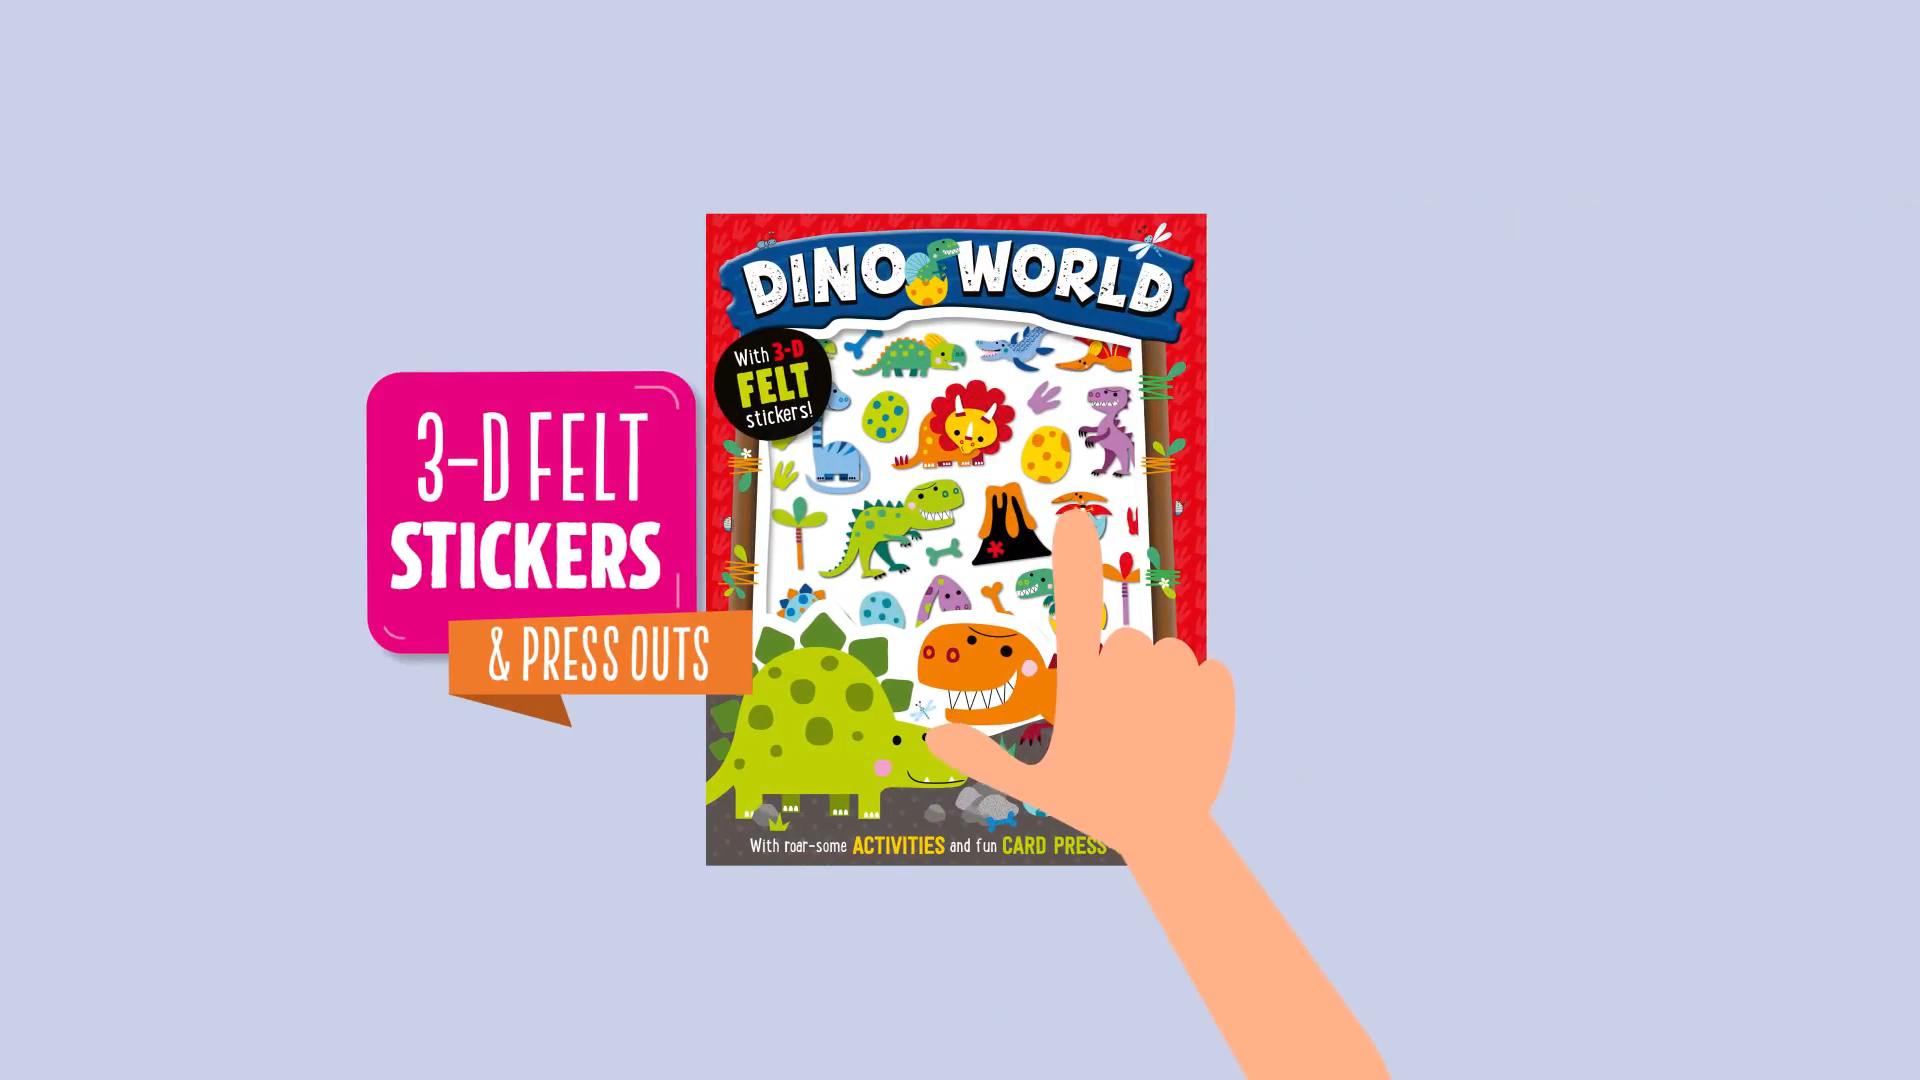 DINO WORLD
With 3-D
FELT
stickers!
3-D FELT
STICKERS
& PRESS OUTS
With roar-some ACTIVITIES and fun CARD PRESS